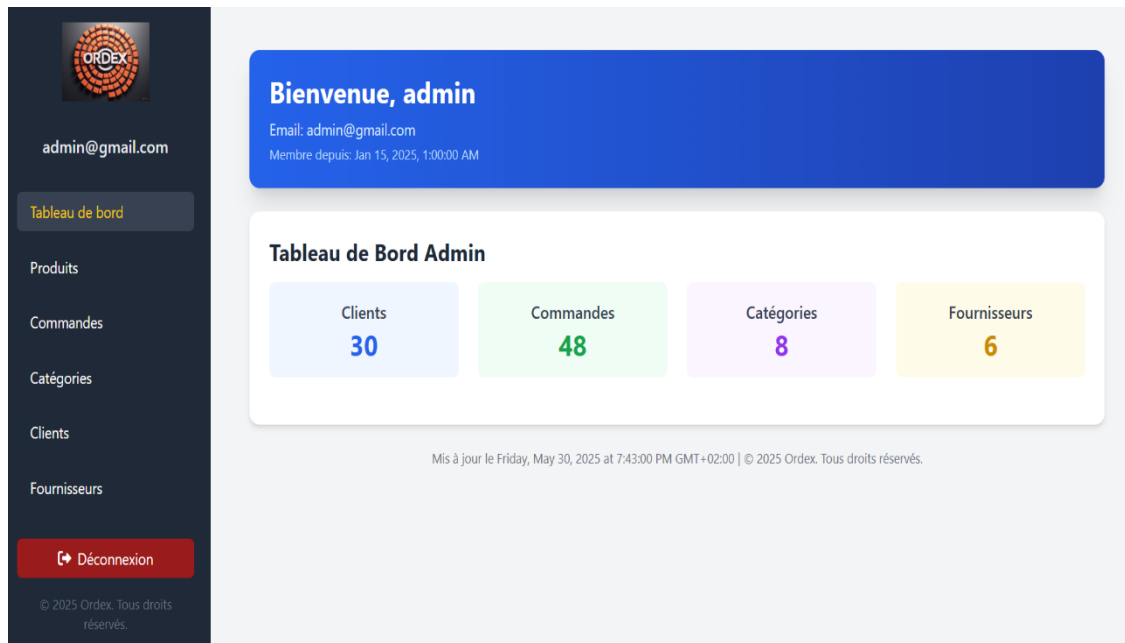 ORDEX
admin@gmail.com
Tableau de bord
Produits
Commandes
Catégories
Clients
Fournisseurs
Déconnexion
© 2025 Ordex. Tous droits
réservés.
Bienvenue, admin
Email: admin@gmail.com
Membre depuis: Jan 15, 2025, 1:00:00 AM
Tableau de Bord Admin
Clients
30
Commandes
48
Catégories
8
Fournisseurs
6
Mis à jour le Friday, May 30, 2025 at 7:43:00 PM GMT+02:00 | © 2025 Ordex. Tous droits réservés.